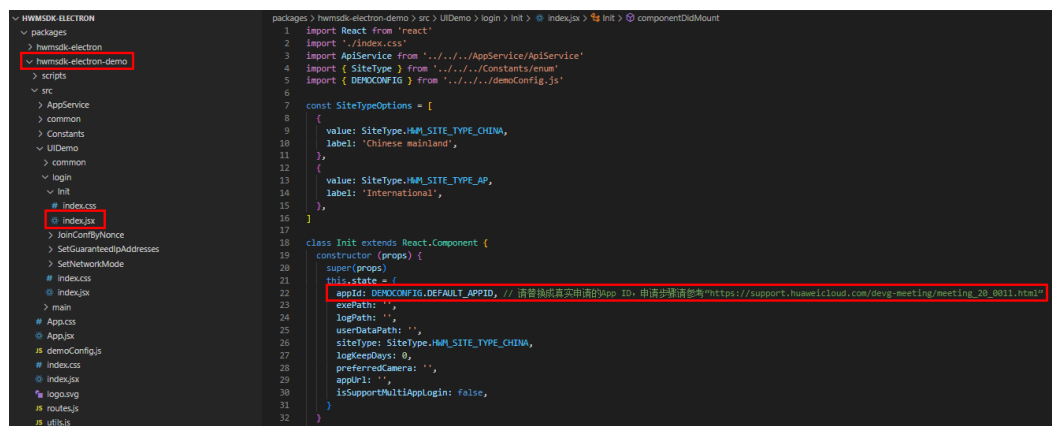 HWMSDK-ELECTRON
packages
hwmsdk-electron
hwmsdk-electron-demo
scripts
src
AppService
common
Constants
UIDemo
common
login
Init
# index.css
index.jsx
JoinConfByNonce
SetGuaranteedIpAddresses
SetNetworkMode
# index.css
index.jsx
main
# App.css
App.jsx
JS demoConfig.js
# index.css
index.jsx
logo.svg
JS routes.js
JS utils.js
packages > hwmsdk-electron-demo > src > UIDemo > login > Init > index.jsx > Init > componentDidMount
1 import React from 'react'
2 import './index.css'
3 import ApiService from '../../../AppService/ApiService'
4 import { SiteType } from '../../../Constants/enum'
5 import { DEMOCONFIG } from '../../../demoConfig.js'
6
7 const SiteTypeOptions = [
8 {
9 value: SiteType.HWM_SITE_TYPE_CHINA,
10 label: 'Chinese mainland',
11 },
12 {
13 value: SiteType.HWM_SITE_TYPE_AP,
14 label: 'International',
15 },
16 ]
17
18 class Init extends React.Component {
19 constructor (props) {
20 super(props)
21 this.state = {
22 appId: DEMOCONFIG.DEFAULT_APPID, // 请替换成真实申请的App ID，申请步骤请参考"https://support.huaweicloud.com/devg-meeting/meeting_20_0011.html"
23 exePath: '',
24 logPath: '',
25 userDataPath: '',
26 siteType: SiteType.HWM_SITE_TYPE_CHINA,
27 logKeepDays: 0,
28 preferredCamera: '',
29 appUrl: '',
30 isSupportMultiAppLogin: false,
31 }
32 }